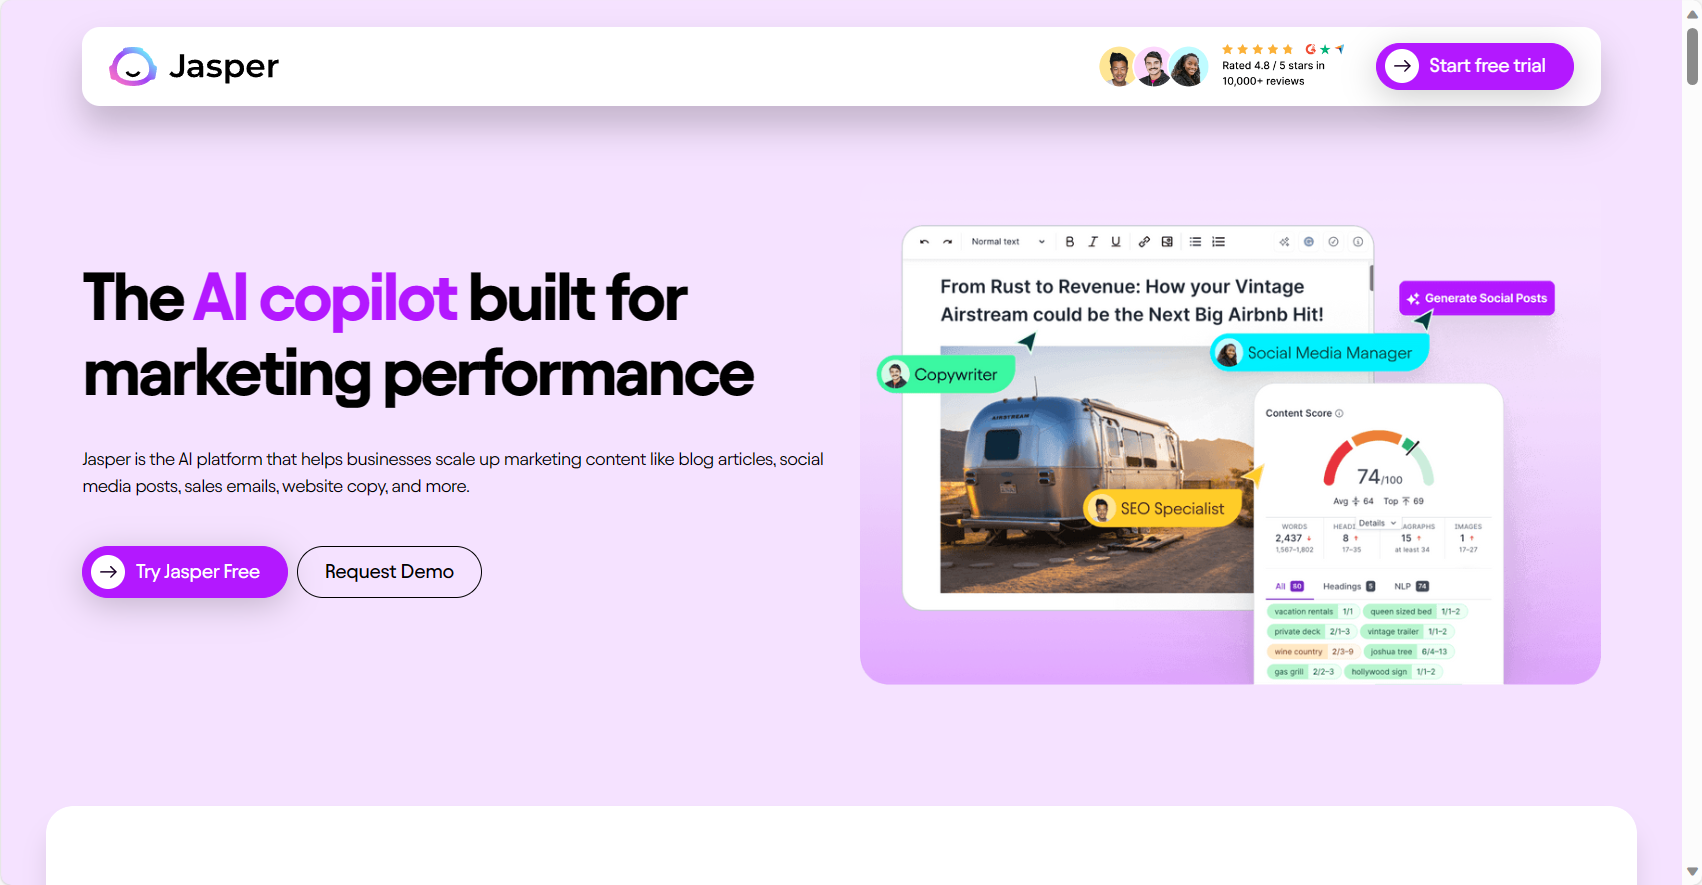 Jasper
Rated 4.8 / 5 stars in
10,000+ reviews
Start free trial
The AI copilot built for
marketing performance
Jasper is the AI platform that helps businesses scale up marketing content like blog articles, social
media posts, sales emails, website copy, and more.
Try Jasper Free
Request Demo
Normal text
B I U
From Rust to Revenue: How your Vintage
Airstream could be the Next Big Airbnb Hit!
Generate Social Posts
Social Media Manager
Copywriter
AIRSTREAM
SEO Specialist
Content Score
74/100
Avg 64 Top 69
WORDS HEADI Details AGRAPHS IMAGES
2,437 8 15 1
1,567–1,802 17–35 at least 34 17–27
All 80 Headings 5 NLP 74
vacation rentals 1/1 queen sized bed 1/1–2
private deck 2/1–3 vintage trailer 1/1–2
wine country 2/3–9 joshua tree 6/4–13
gas grill 2/2–3 hollywood sign 1/1–2